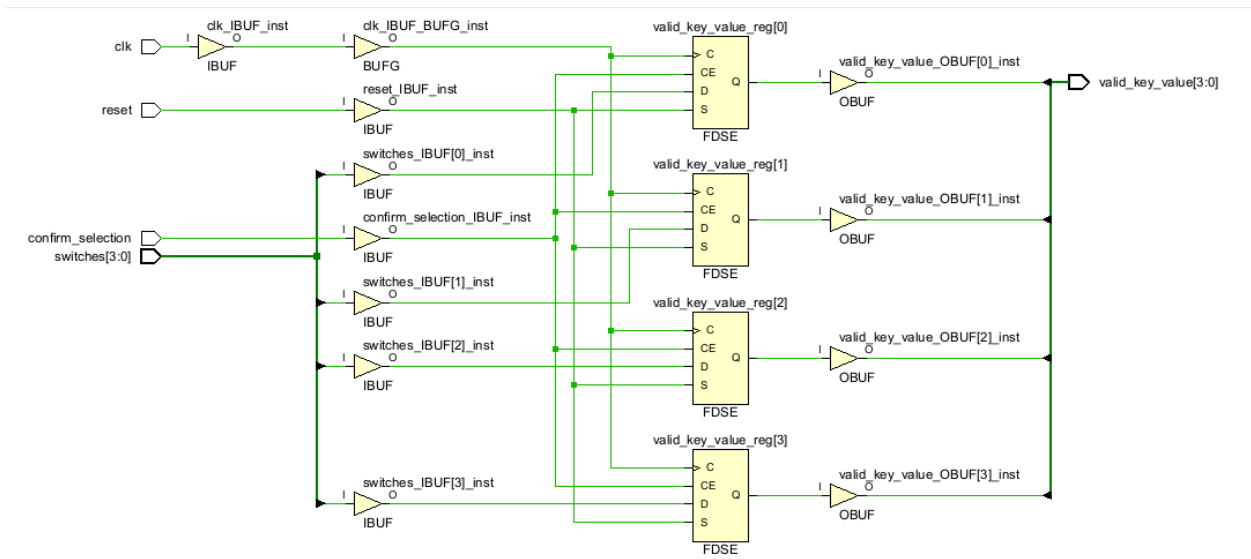 clk
clk_IBUF_inst
I
O
IBUF
clk_IBUF_BUFG_inst
I
O
BUFG
reset
reset_IBUF_inst
I
O
IBUF
switches_IBUF[0]_inst
I
O
IBUF
confirm_selection
switches[3:0]
confirm_selection_IBUF_inst
I
O
IBUF
switches_IBUF[1]_inst
I
O
IBUF
switches_IBUF[2]_inst
I
O
IBUF
switches_IBUF[3]_inst
I
O
IBUF
valid_key_value_reg[0]
C
CE
D
S
Q
FDSE
valid_key_value_reg[1]
C
CE
D
S
Q
FDSE
valid_key_value_reg[2]
C
CE
D
S
Q
FDSE
valid_key_value_reg[3]
C
CE
D
S
Q
FDSE
valid_key_value_OBUF[0]_inst
I
O
OBUF
valid_key_value_OBUF[1]_inst
I
O
OBUF
valid_key_value_OBUF[2]_inst
I
O
OBUF
valid_key_value_OBUF[3]_inst
I
O
OBUF
valid_key_value[3:0]